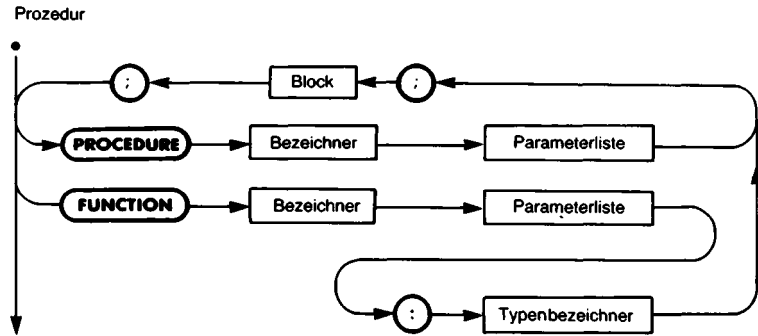 Prozedur
; Block ;
PROCEDURE Bezeichner Parameterliste
FUNCTION Bezeichner Parameterliste
: Typenbezeichner